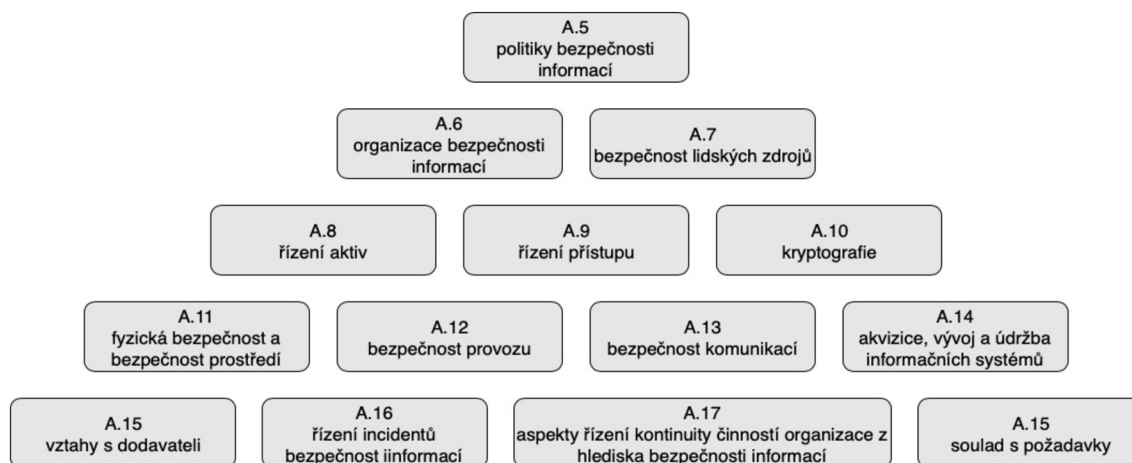 A.5
politiky bezpečnosti
informací
A.6
organizace bezpečnosti
informací
A.7
bezpečnost lidských zdrojů
A.8
řízení aktiv
A.9
řízení přístupu
A.10
kryptografie
A.11
fyzická bezpečnost a
bezpečnost prostředí
A.12
bezpečnost provozu
A.13
bezpečnost komunikací
A.14
akvizice, vývoj a údržba
informačních systémů
A.15
vztahy s dodavateli
A.16
řízení incidentů
bezpečnost iinformací
A.17
aspekty řízení kontinuity činností organizace z
hlediska bezpečnosti informací
A.15
soulad s požadavky